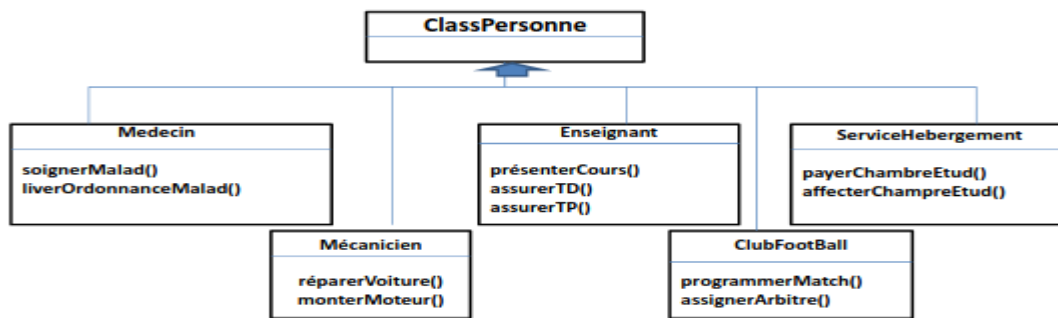 ClassPersonne
Medecin
soignerMalad()
liverOrdonnanceMalad()
Enseignant
présenterCours()
assurerTD()
assurerTP()
ServiceHebergement
payerChambreEtud()
affecterChampreEtud()
Mécanicien
réparerVoiture()
monterMoteur()
ClubFootBall
programmerMatch()
assignerArbitre()